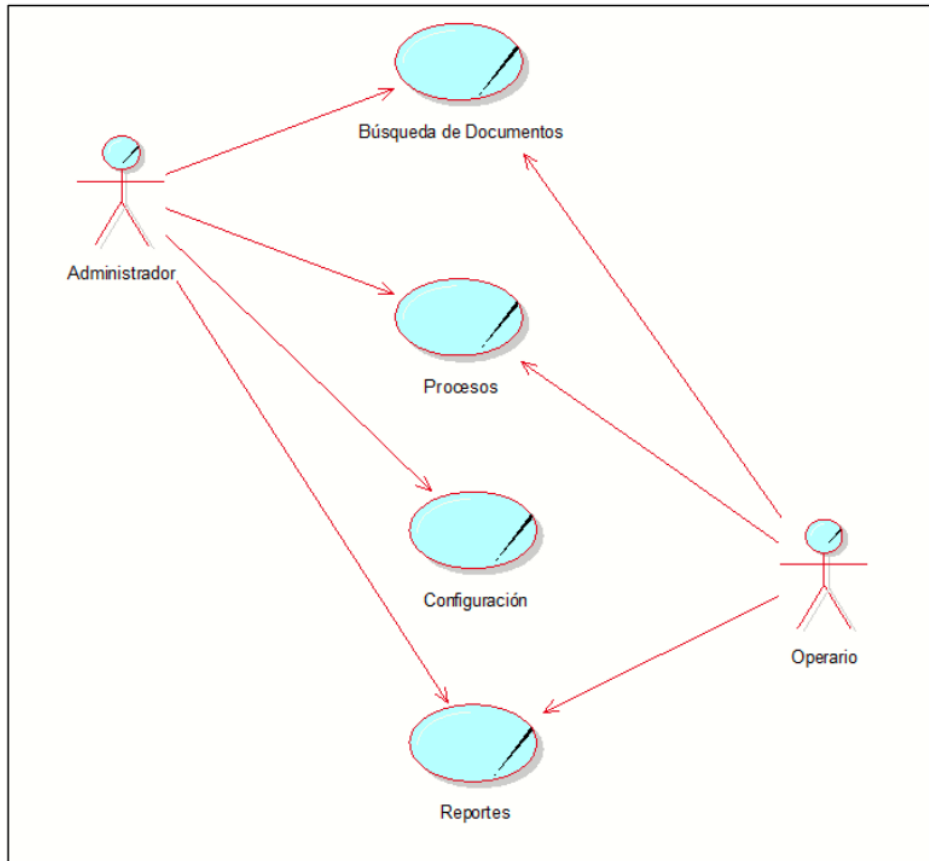 Búsqueda de Documentos
Administrador
Procesos
Configuración
Operario
Reportes